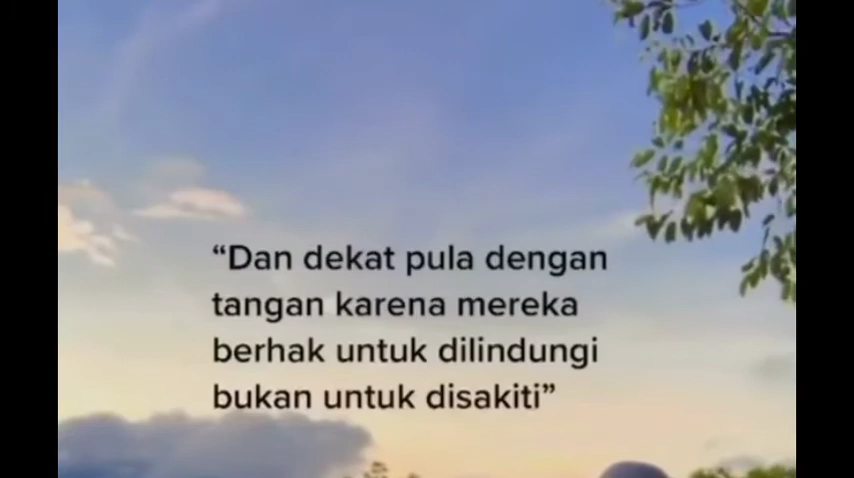 “Dan dekat pula dengan
tangan karena mereka
berhak untuk dilindungi
bukan untuk disakiti”